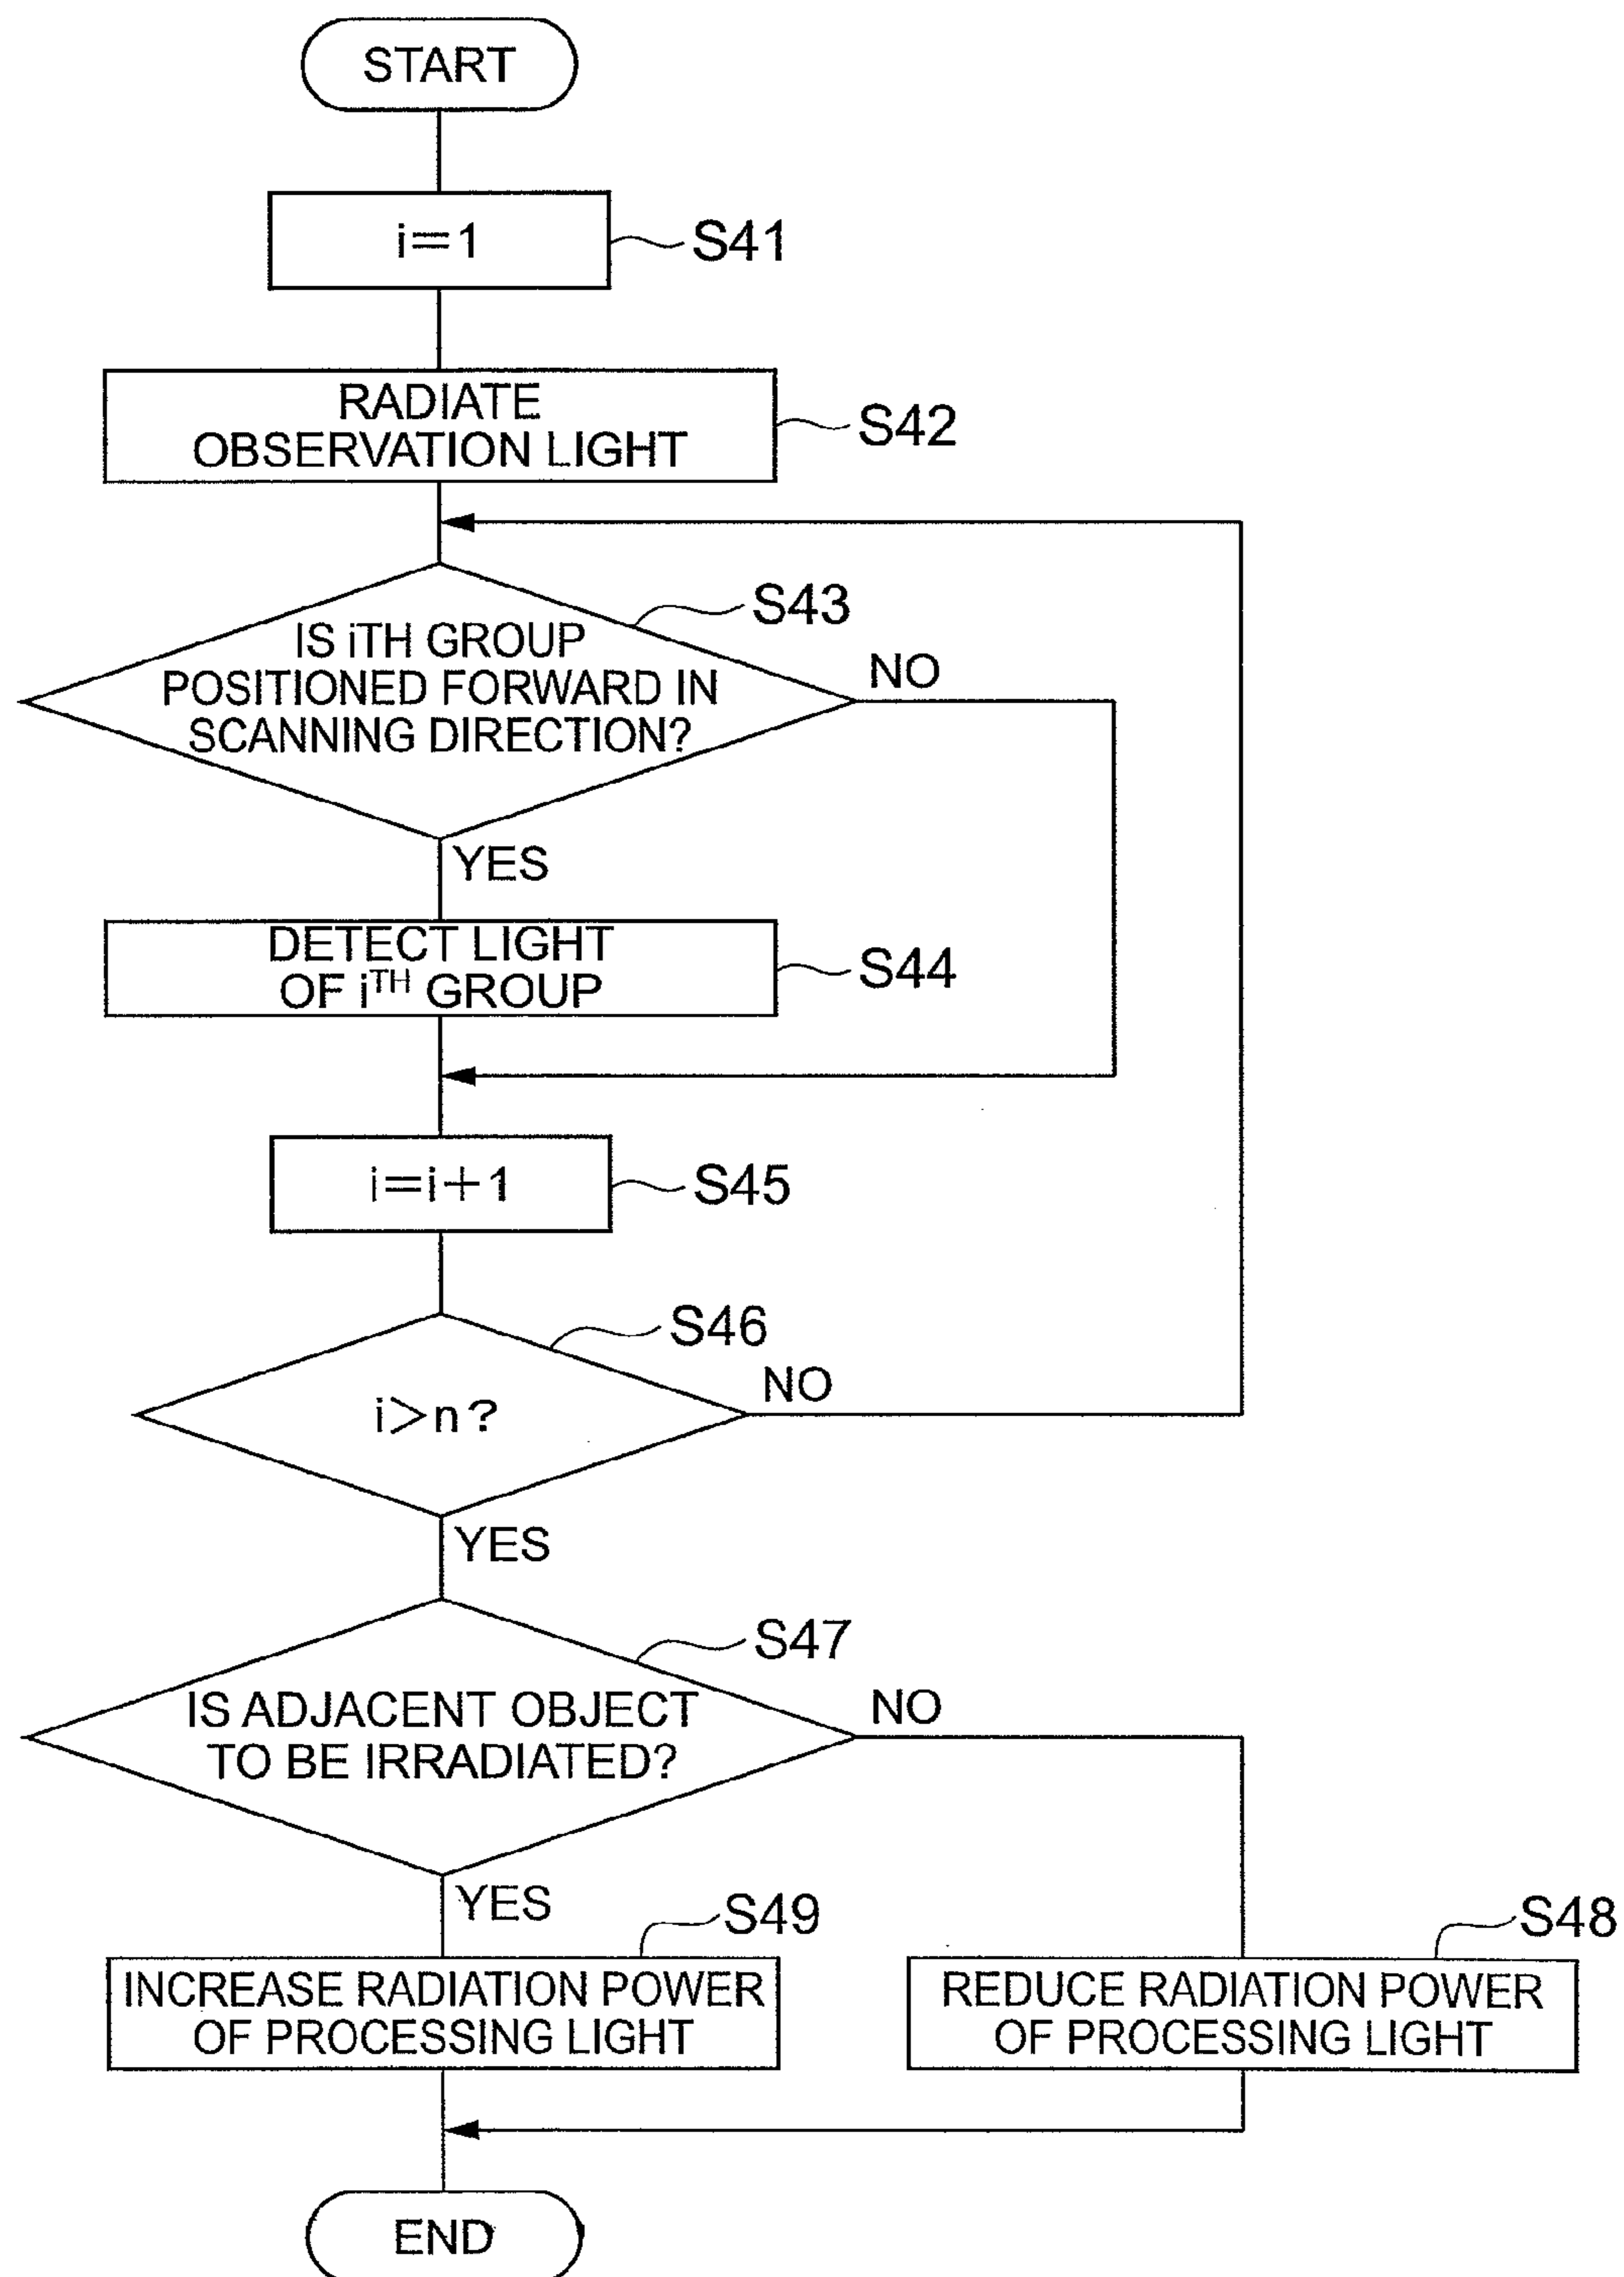 START
i=1
S41
RADIATE
OBSERVATION LIGHT
S42
S43
IS iTH GROUP
POSITIONED FORWARD IN
SCANNING DIRECTION?
NO
YES
DETECT LIGHT
OF iTH GROUP
S44
i=i+1
S45
S46
i>n?
NO
YES
S47
IS ADJACENT OBJECT
TO BE IRRADIATED?
NO
YES
S49
S48
INCREASE RADIATION POWER
OF PROCESSING LIGHT
REDUCE RADIATION POWER
OF PROCESSING LIGHT
END